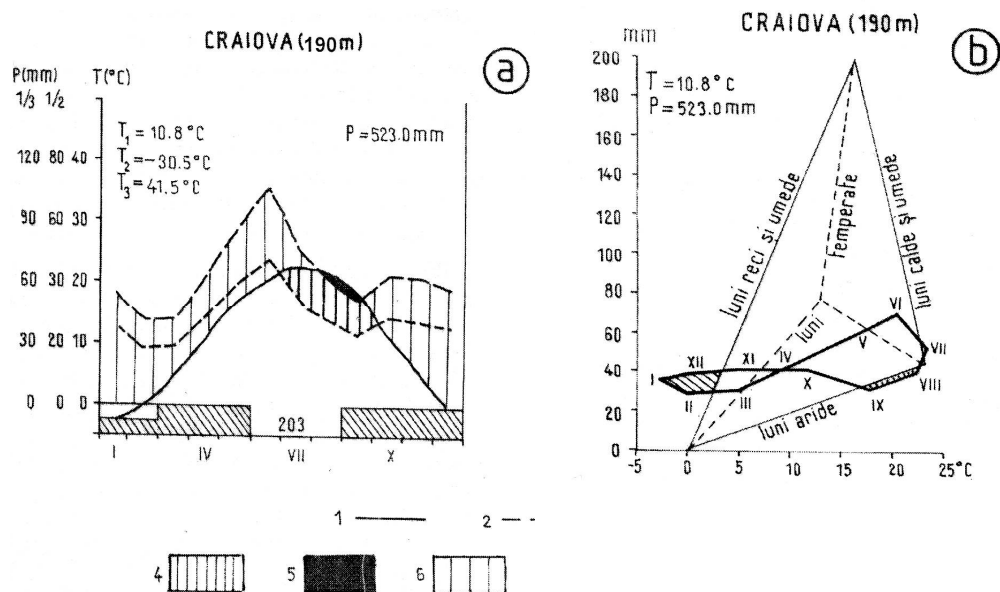 CRAIOVA (190m)
a
P(mm) T(°C)
1/3 1/2
T1 = 10.8°C
T2 = -30.5°C
T3 = 41.5°C
P = 523.0 mm
120 80 40
90 60 30
60 40 20
30 20 10
0 0 0
203
I IV VII X
1
2
4
5
6
CRAIOVA (190 m)
b
mm
T = 10.8°C
P = 523.0 mm
200
180
160
140
120
100
80
60
40
20
0
luni reci si umede
luni temperate
luni calde și umede
luni aride
I
II
III
IV
V
VI
VII
VIII
IX
X
XI
XII
-5 0 5 10 15 20 25°C